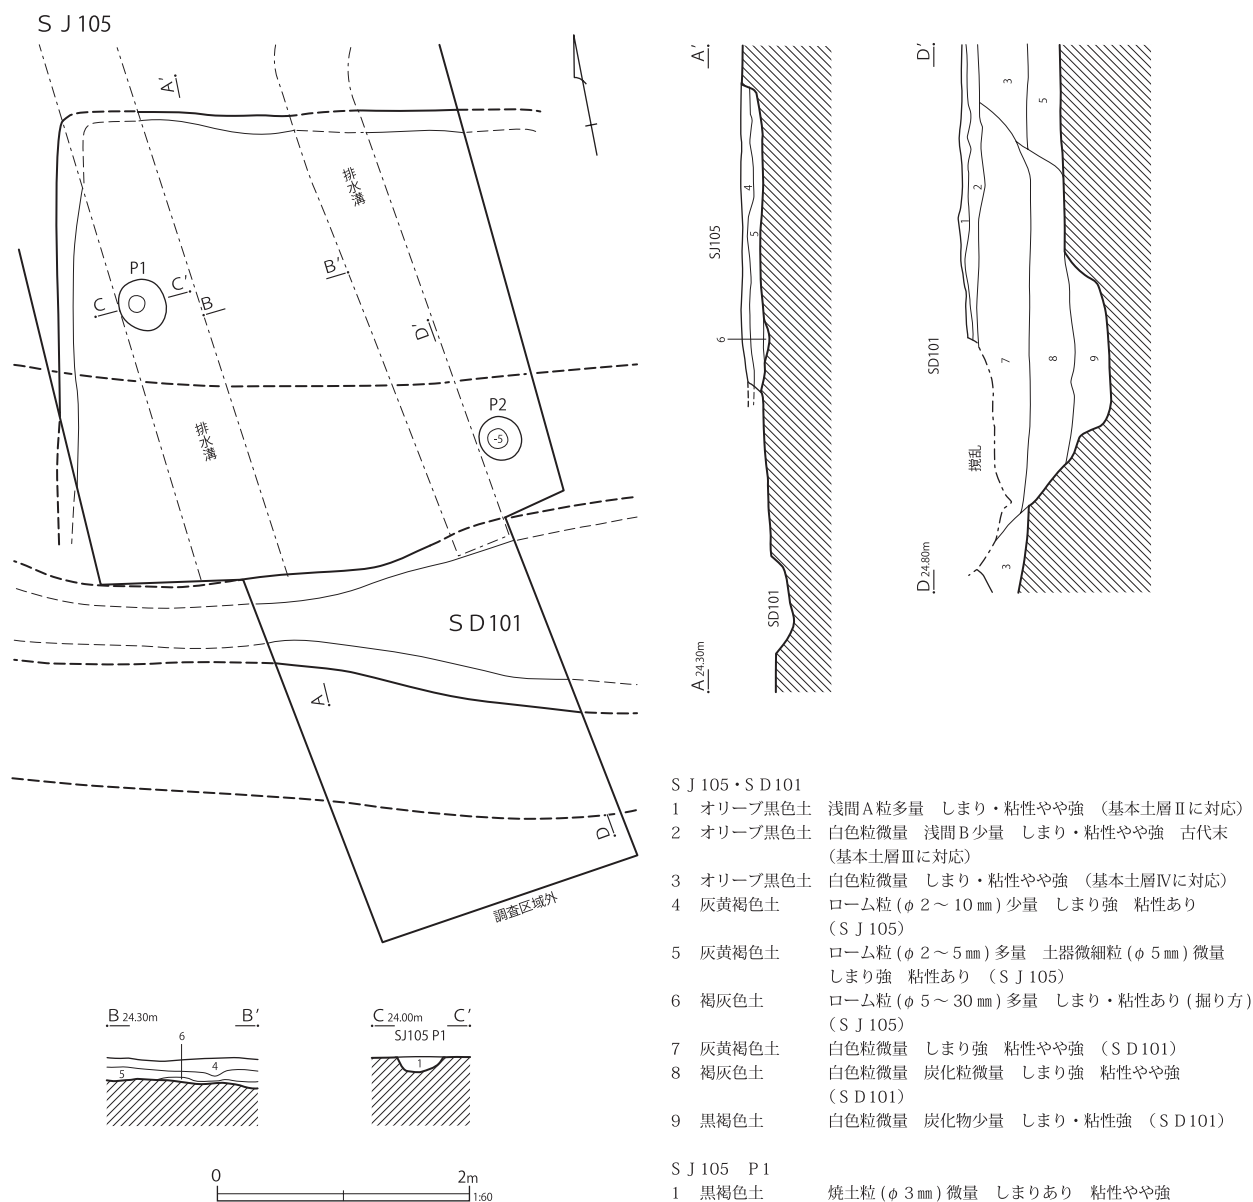 ＳＪ105
A'
排水溝
P1
C
C'
B
B'
D'
P2
-5
排水溝
ＳＤ101
A
D
調査区域外
A'
4
SJ105
5
6
SD101
A 24.30m
D'
3
5
2
1
SD101
7
8
9
撹乱
D 24.80m
3
B 24.30m B'
6
4
5
C 24.00m C'
SJ105 P1
1
0 2m
1:60
ＳＪ105・ＳＤ101
1 オリーブ黒色土 浅間Ａ粒多量 しまり・粘性やや強 （基本土層Ⅱに対応）
2 オリーブ黒色土 白色粒微量 浅間Ｂ少量 しまり・粘性やや強 古代末
（基本土層Ⅲに対応）
3 オリーブ黒色土 白色粒微量 しまり・粘性やや強 （基本土層Ⅳに対応）
4 灰黄褐色土 ローム粒(φ２～10㎜)少量 しまり強 粘性あり
（ＳＪ105）
5 灰黄褐色土 ローム粒(φ２～5㎜)多量 土器微細粒(φ5㎜)微量
しまり強 粘性あり （ＳＪ105）
6 褐灰色土 ローム粒(φ5～30㎜)多量 しまり・粘性あり(掘り方)
（ＳＪ105）
7 灰黄褐色土 白色粒微量 しまり強 粘性やや強 （ＳＤ101）
8 褐灰色土 白色粒微量 炭化粒微量 しまり強 粘性やや強
（ＳＤ101）
9 黒褐色土 白色粒微量 炭化物少量 しまり・粘性強 （ＳＤ101）
ＳＪ105 Ｐ1
1 黒褐色土 焼土粒(φ3㎜)微量 しまりあり 粘性やや強